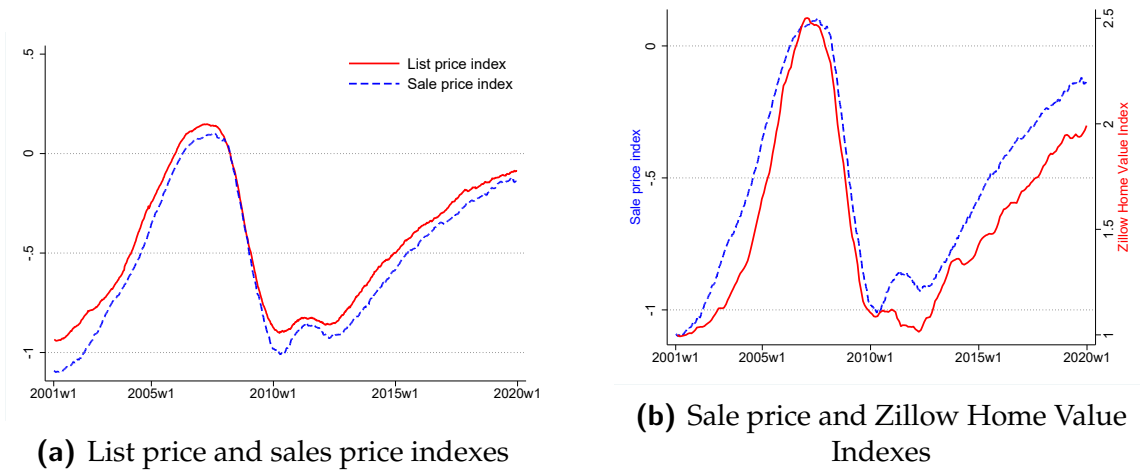 .5
0
-.5
-1
List price index
Sale price index
2001w1 2005w1 2010w1 2015w1 2020w1
(a) List price and sales price indexes
Sale price index
0
-.5
-1
2.5
2
1.5
1
Zillow Home Value Index
2001w1 2005w1 2010w1 2015w1 2020w1
(b) Sale price and Zillow Home Value
Indexes